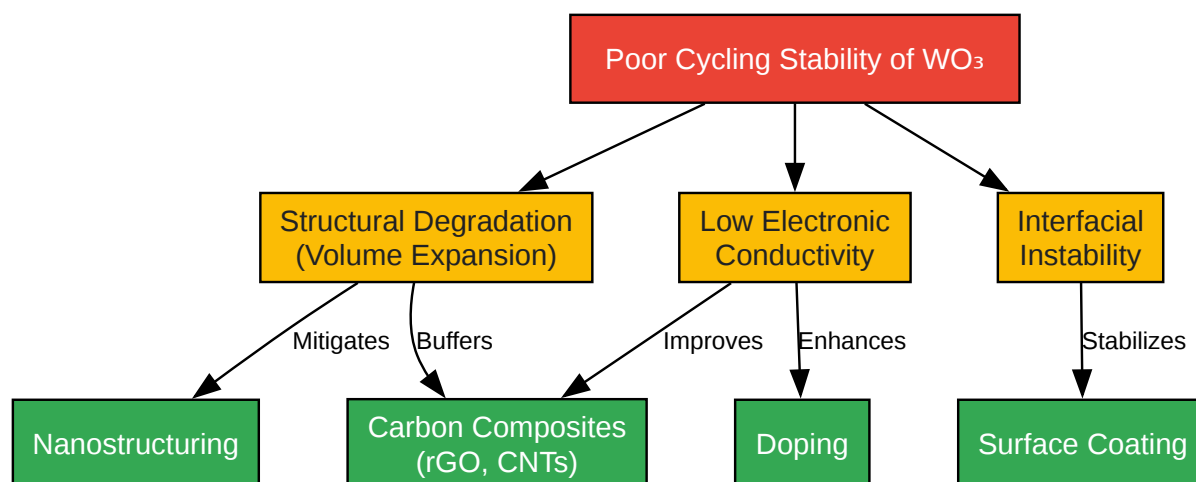 Poor Cycling Stability of WO₃
Structural Degradation
(Volume Expansion)
Low Electronic
Conductivity
Interfacial
Instability
Mitigates
Buffers
Improves
Enhances
Stabilizes
Nanostructuring
Carbon Composites
(rGO, CNTs)
Doping
Surface Coating